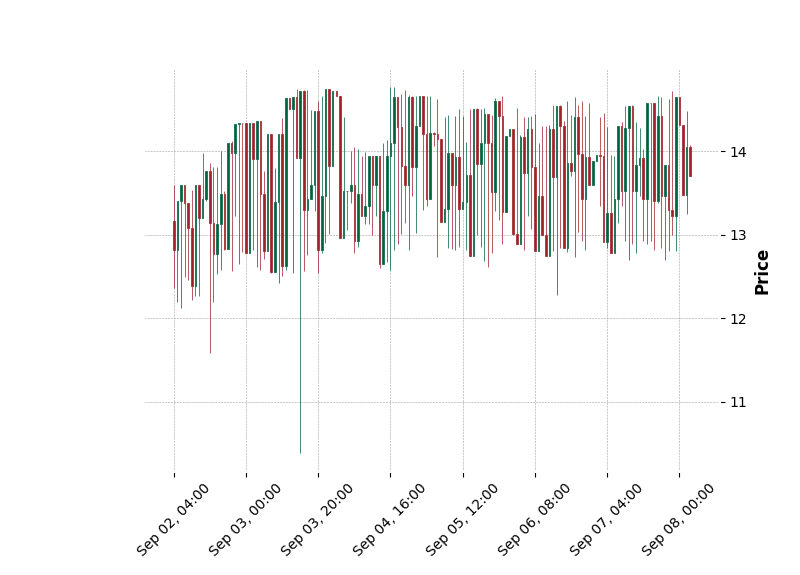 14
13
12
11
Price
Sep 02, 04:00
Sep 03, 00:00
Sep 03, 20:00
Sep 04, 16:00
Sep 05, 12:00
Sep 06, 08:00
Sep 07, 04:00
Sep 08, 00:00